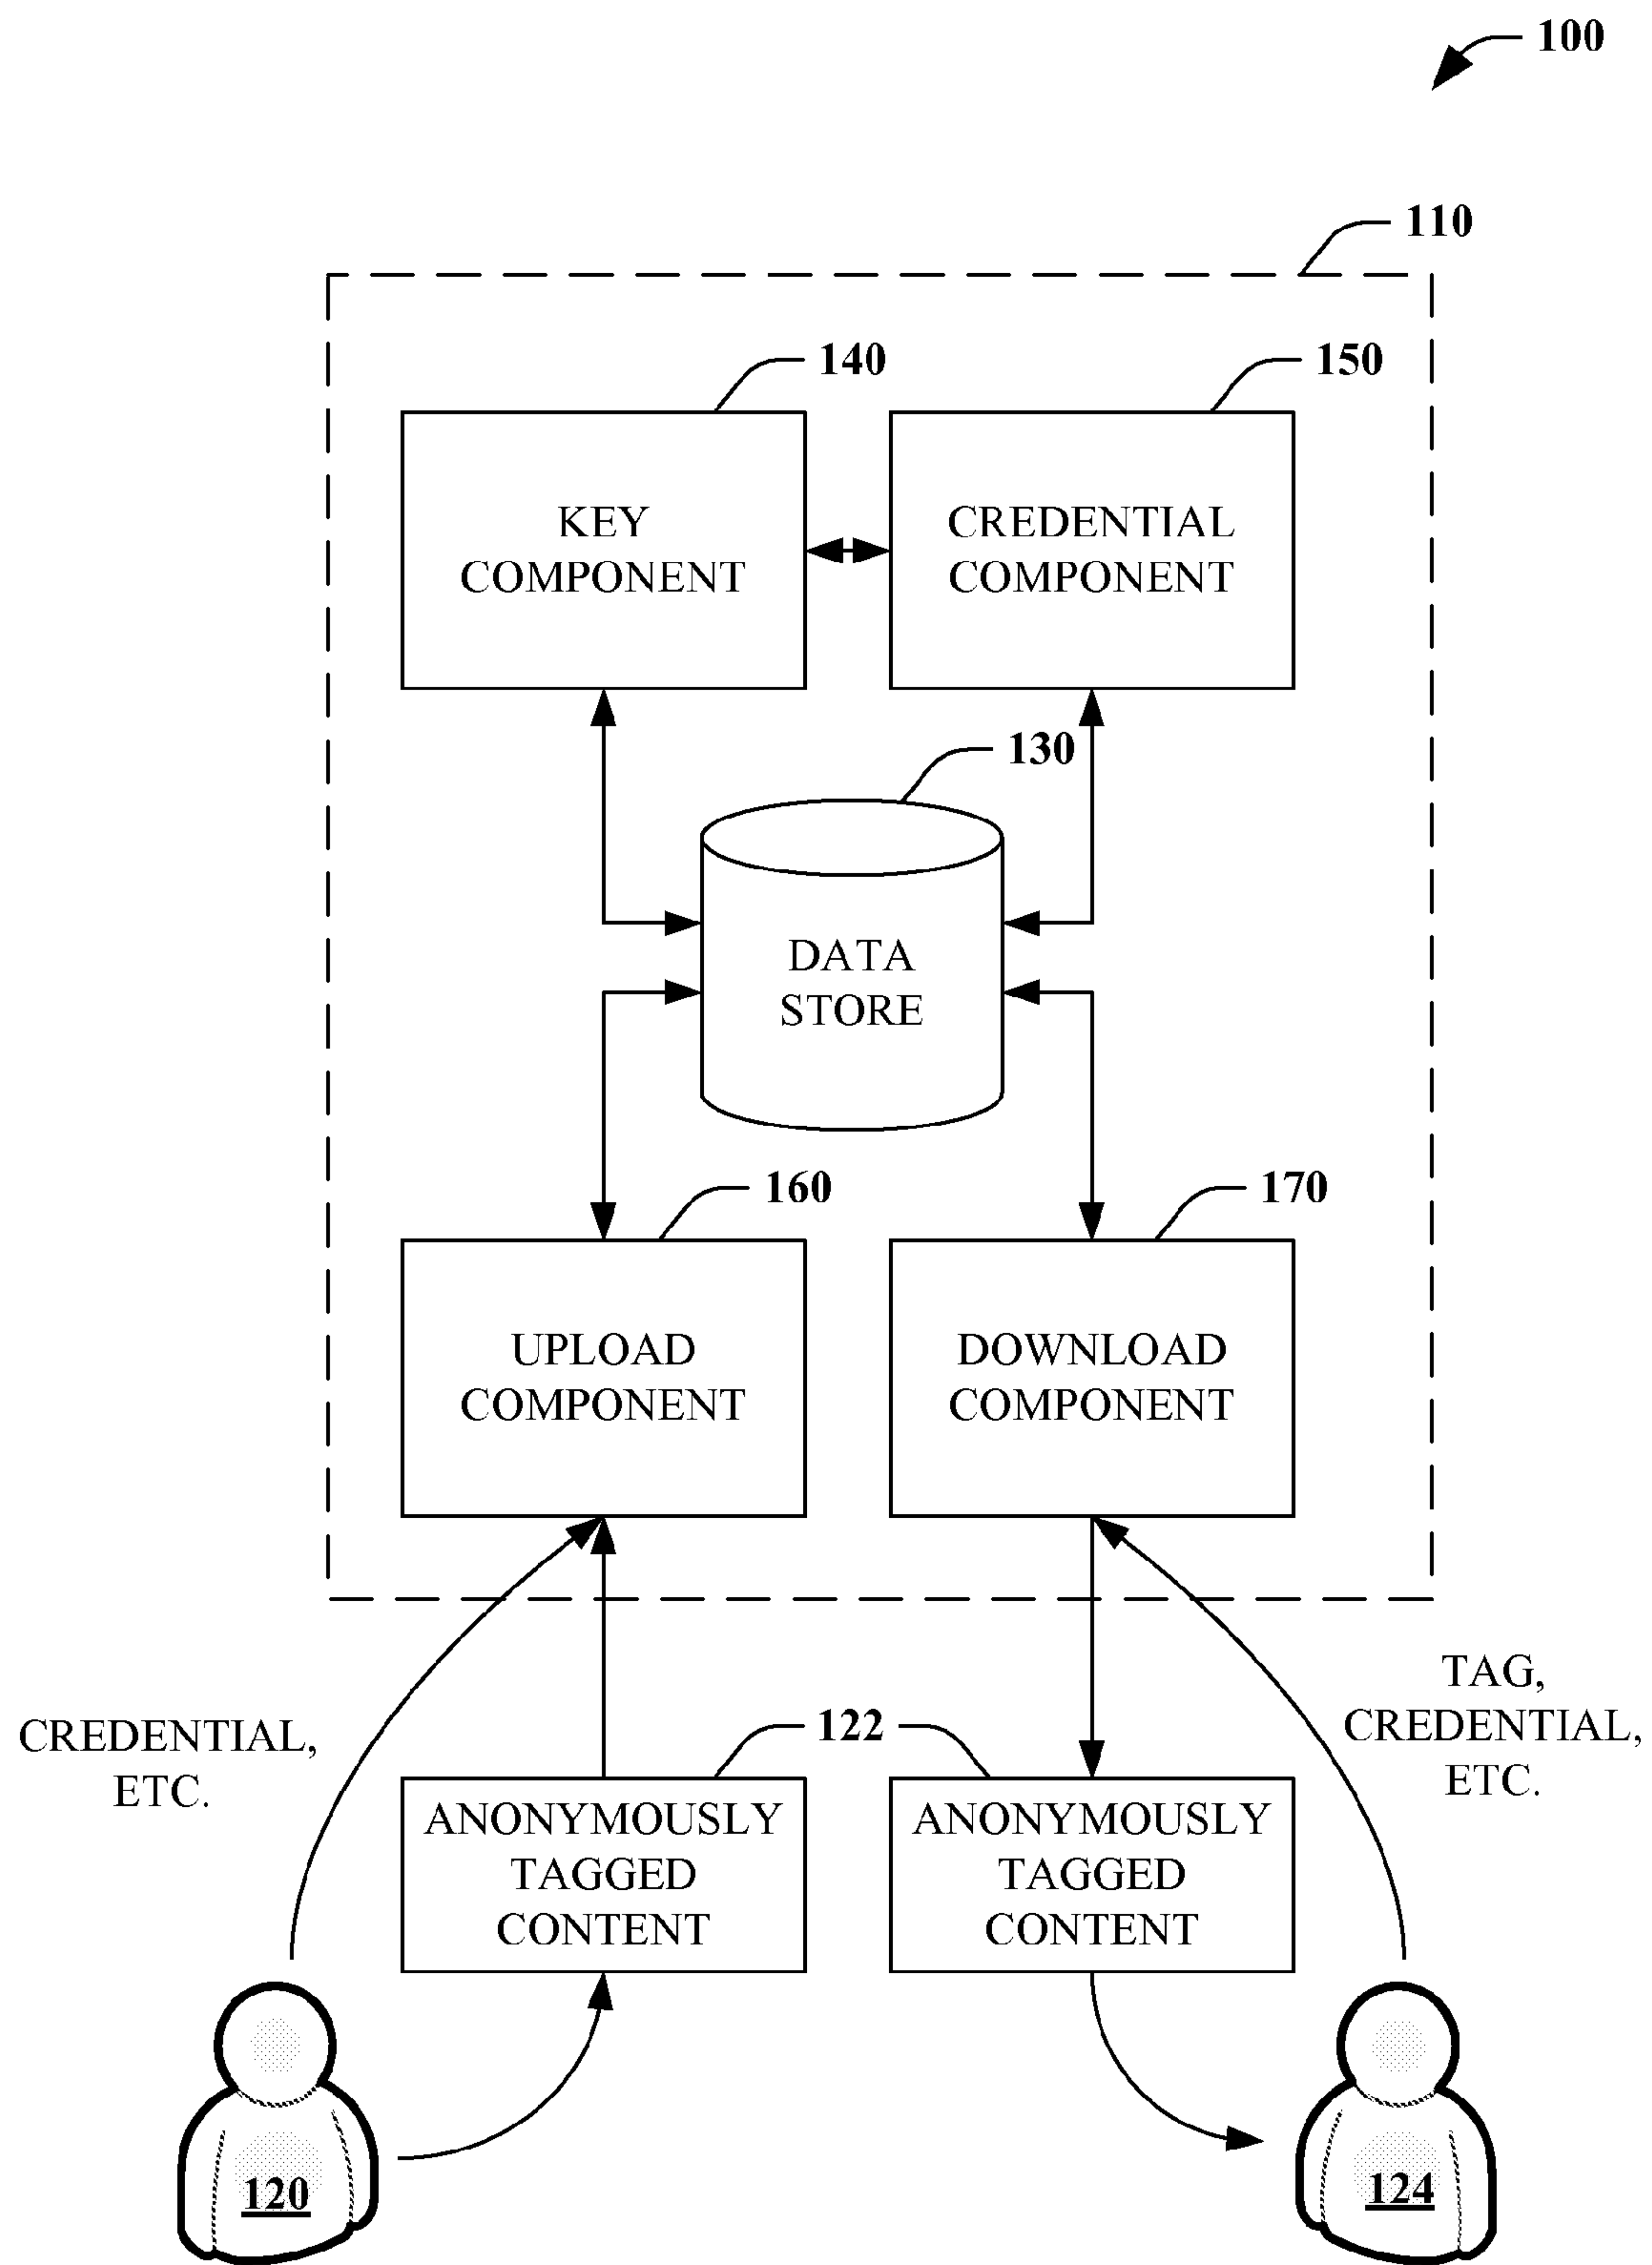 100
110
140
150
KEY
COMPONENT
CREDENTIAL
COMPONENT
130
DATA
STORE
160
170
UPLOAD
COMPONENT
DOWNLOAD
COMPONENT
CREDENTIAL,
ETC.
TAG,
CREDENTIAL,
ETC.
122
ANONYMOUSLY
TAGGED
CONTENT
ANONYMOUSLY
TAGGED
CONTENT
120
124